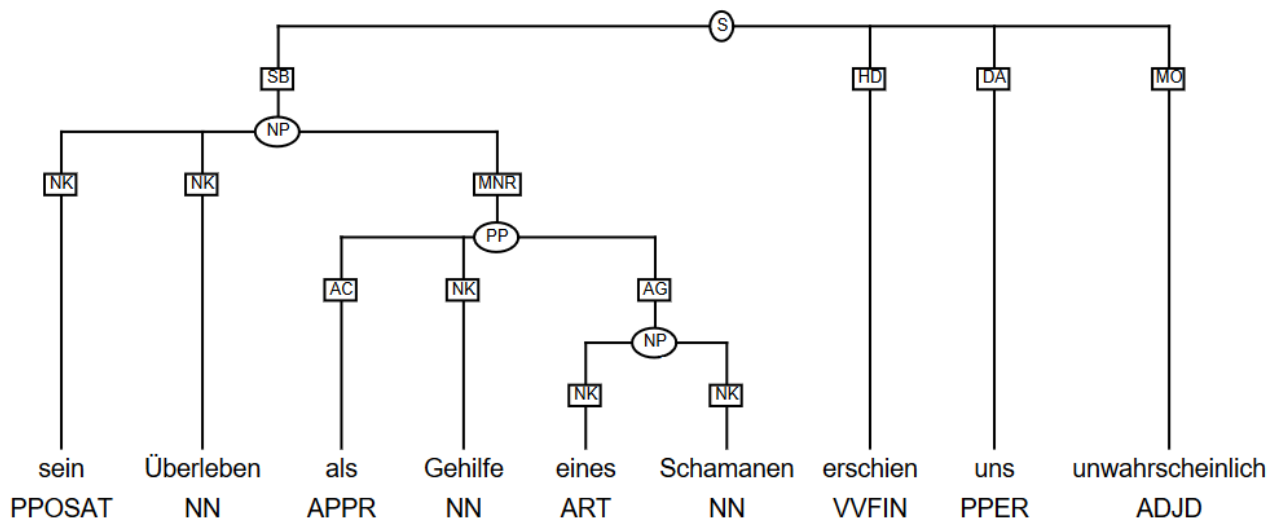 S
SB HD DA MO
NP
NK NK MNR
PP
AC NK AG
NP
NK NK
sein Überleben als Gehilfe eines Schamanen erschien uns unwahrscheinlich
PPOSAT NN APPR NN ART NN VVFIN PPER ADJD